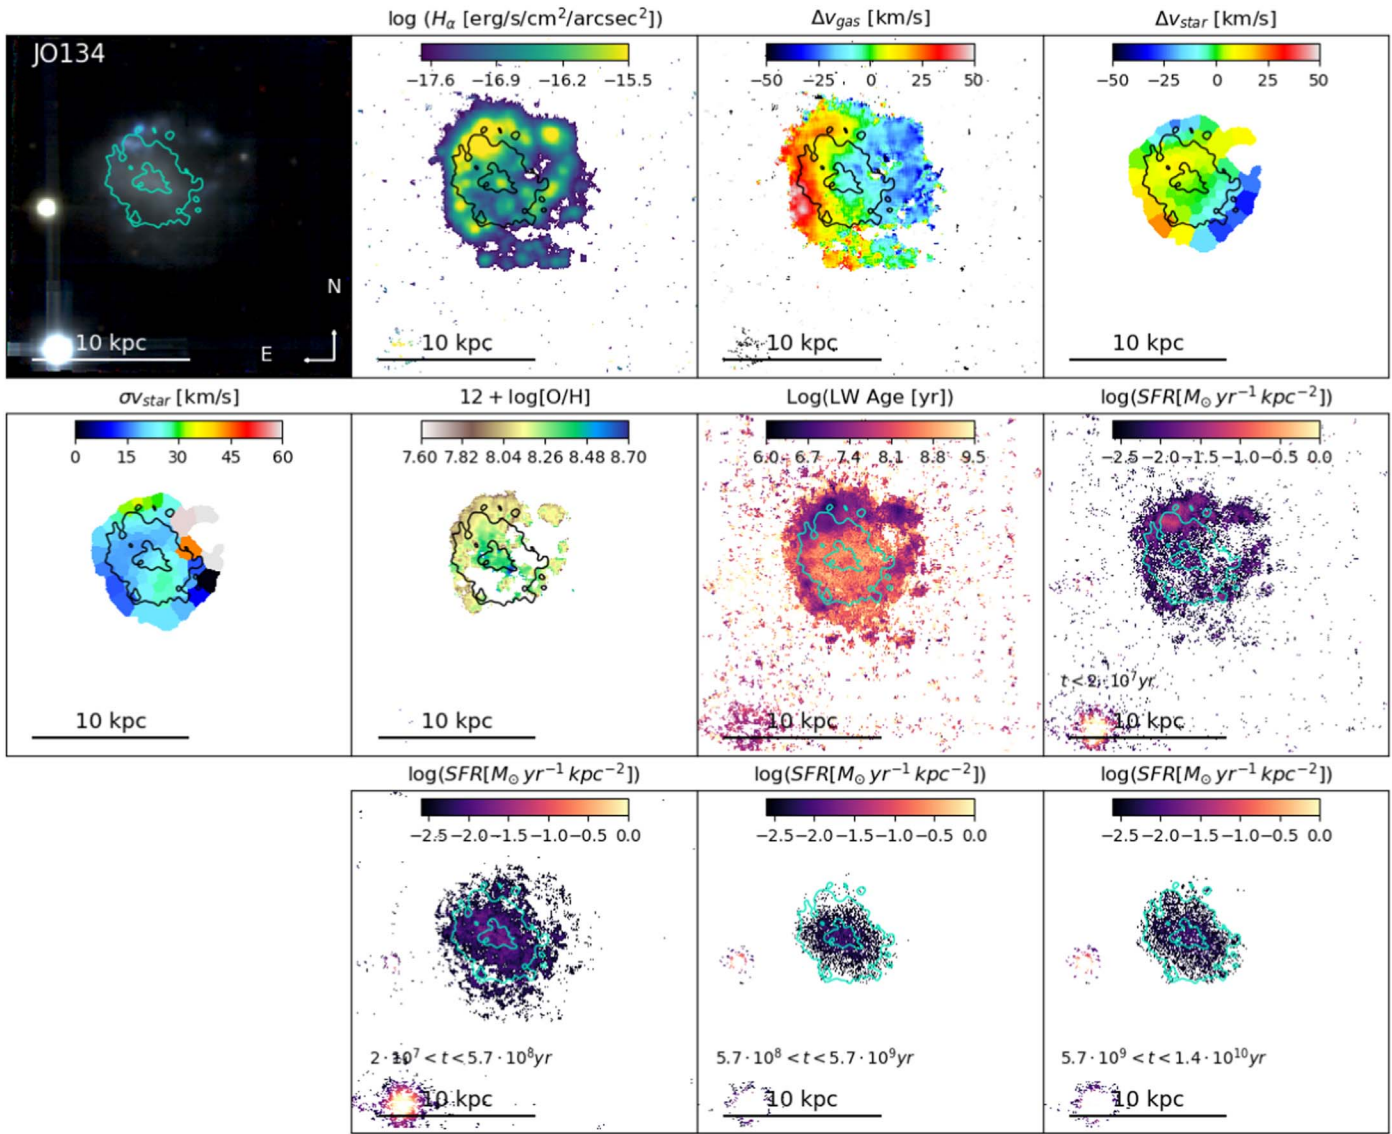 log (Hα [erg/s/cm²/arcsec²])
Δv_gas [km/s]
Δv_star [km/s]
JO134
−17.6 −16.9 −16.2 −15.5
−50 −25 0 25 50
−50 −25 0 25 50
N
E
10 kpc
10 kpc
10 kpc
10 kpc
σv_star [km/s]
12 + log[O/H]
Log(LW Age [yr])
log(SFR[M⊙ yr⁻¹ kpc⁻²])
0 15 30 45 60
7.60 7.82 8.04 8.26 8.48 8.70
6.0 6.7 7.4 8.1 8.8 9.5
−2.5 −2.0 −1.5 −1.0 −0.5 0.0
10 kpc
10 kpc
10 kpc
t < 2 · 10⁷yr
10 kpc
log(SFR[M⊙ yr⁻¹ kpc⁻²])
log(SFR[M⊙ yr⁻¹ kpc⁻²])
log(SFR[M⊙ yr⁻¹ kpc⁻²])
−2.5 −2.0 −1.5 −1.0 −0.5 0.0
−2.5 −2.0 −1.5 −1.0 −0.5 0.0
−2.5 −2.0 −1.5 −1.0 −0.5 0.0
2 · 10⁷ < t < 5.7 · 10⁸yr
5.7 · 10⁸ < t < 5.7 · 10⁹yr
5.7 · 10⁹ < t < 1.4 · 10¹⁰yr
10 kpc
10 kpc
10 kpc